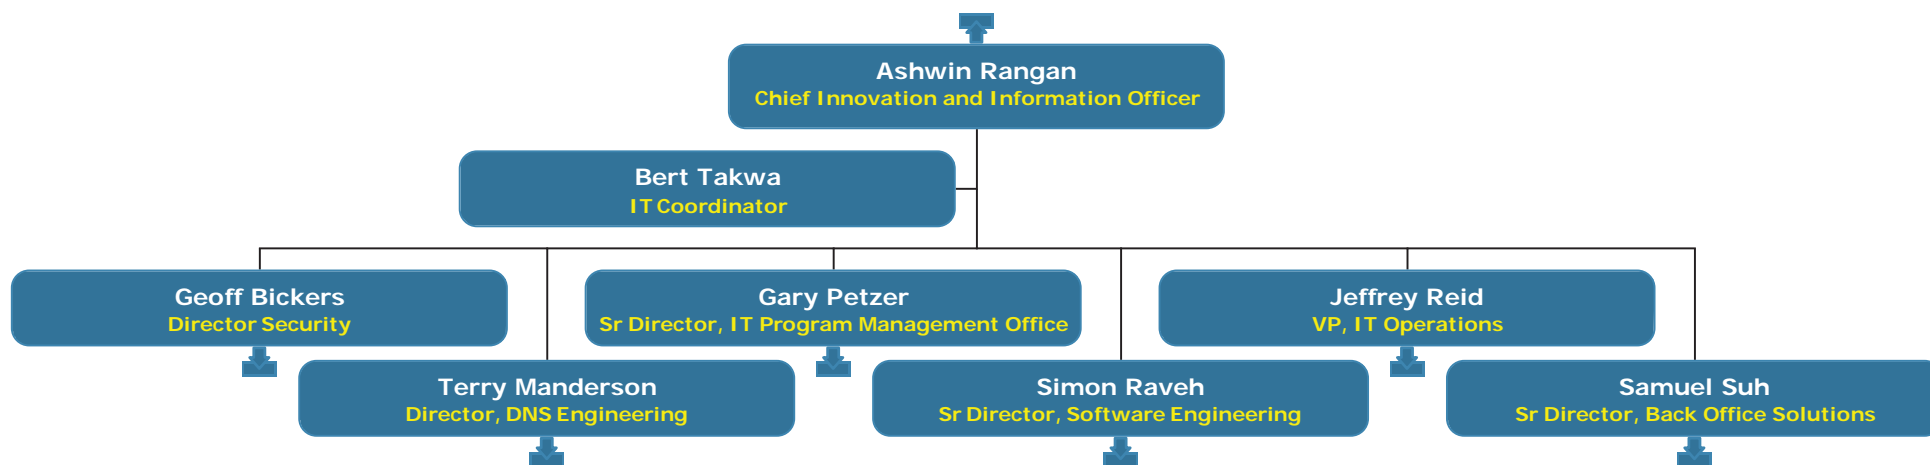 Ashwin Rangan
Chief Innovation and Information Officer
Bert Takwa
IT Coordinator
Geoff Bickers
Director Security
Gary Petzer
Sr Director, IT Program Management Office
Jeffrey Reid
VP, IT Operations
Terry Manderson
Director, DNS Engineering
Simon Raveh
Sr Director, Software Engineering
Samuel Suh
Sr Director, Back Office Solutions